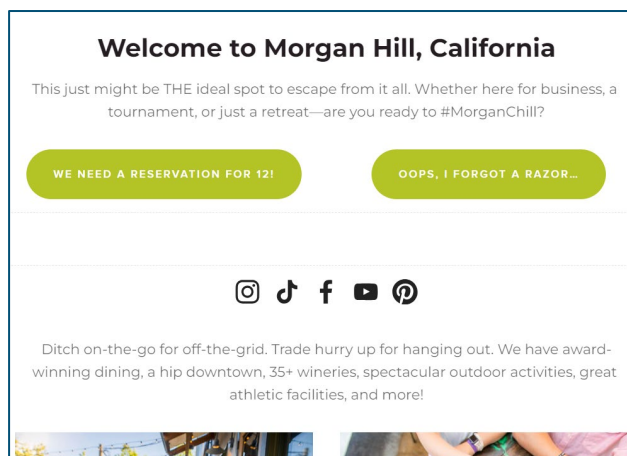 Welcome to Morgan Hill, California
This just might be THE ideal spot to escape from it all. Whether here for business, a
tournament, or just a retreat—are you ready to #MorganChill?
WE NEED A RESERVATION FOR 12!
OOPS, I FORGOT A RAZOR…
Ditch on-the-go for off-the-grid. Trade hurry up for hanging out. We have award-
winning dining, a hip downtown, 35+ wineries, spectacular outdoor activities, great
athletic facilities, and more!